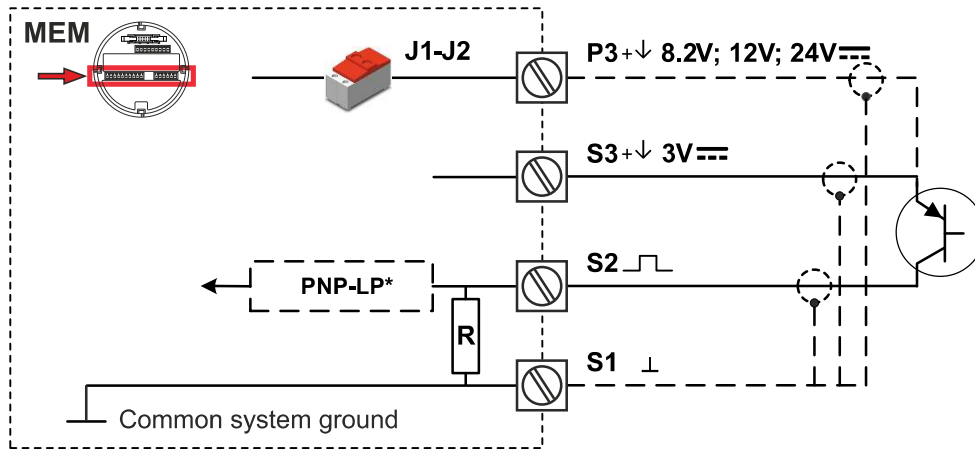 MEM
J1-J2
P3 +↓ 8.2V; 12V; 24V
S3 +↓ 3V
S2
PNP-LP*
R
S1 ⊥
Common system ground